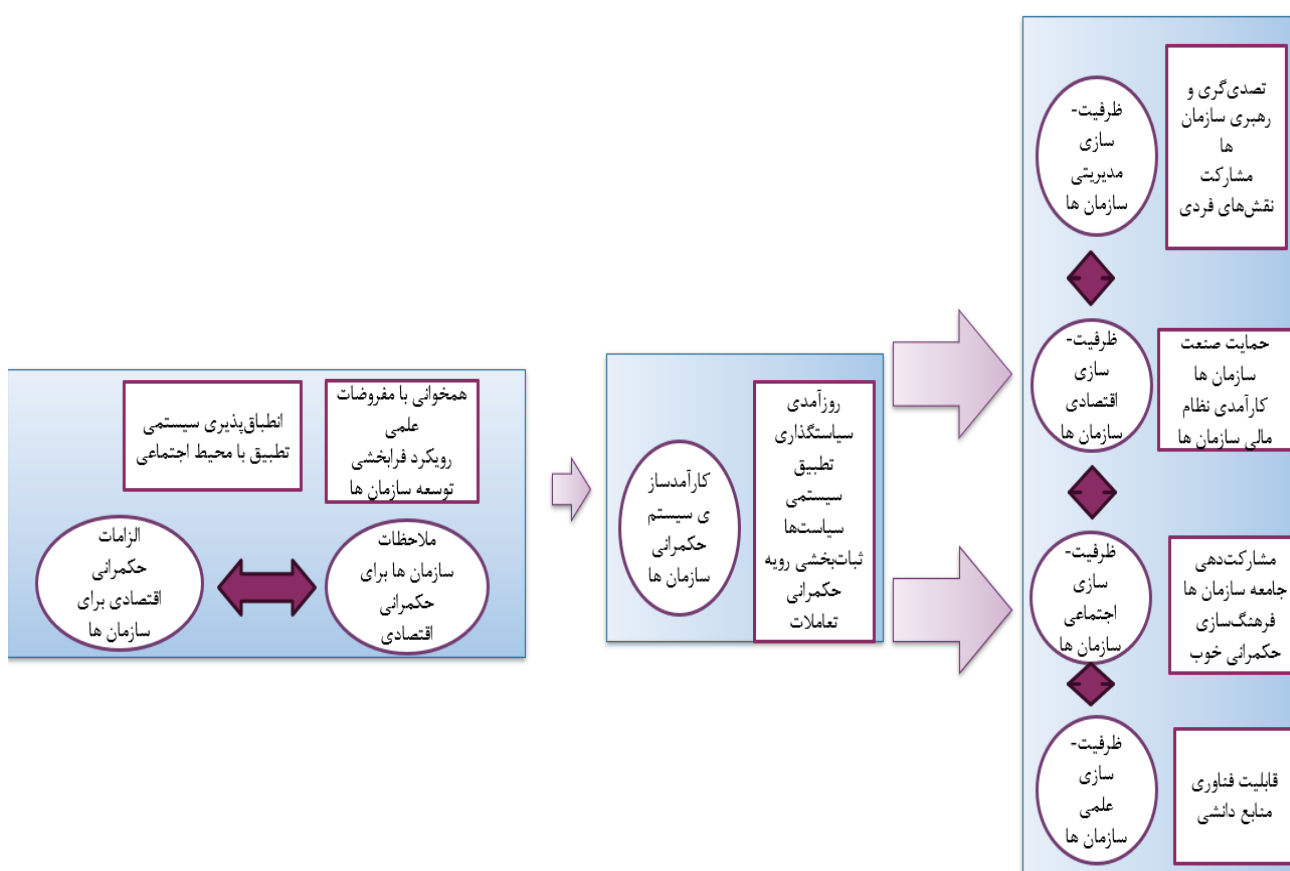 همخوانی با مفروضات
علمی
رویکرد فرابخشی
توسعه سازمان ها
انطباق‌پذیری سیستمی
تطبیق با محیط اجتماعی
ملاحظات
سازمان ها برای
حکمرانی
اقتصادی
الزامات
حکمرانی
اقتصادی برای
سازمان ها
روزآمدی
سیاستگذاری
تطبیق
سیستمی
سیاست‌ها
ثبات‌بخشی رویه
حکمرانی
تعاملات
کارآمدساز
ی سیستم
حکمرانی
سازمان ها
تصدی‌گری و
رهبری سازمان
ها
مشارکت
نقش‌های فردی
ظرفیت-
سازی
مدیریتی
سازمان ها
حمایت صنعت
سازمان ها
کارآمدی نظام
مالی سازمان ها
ظرفیت-
سازی
اقتصادی
سازمان ها
مشارکت‌دهی
جامعه سازمان ها
فرهنگ‌سازی
حکمرانی خوب
ظرفیت-
سازی
اجتماعی
سازمان ها
قابلیت فناوری
منابع دانشی
ظرفیت-
سازی
علمی
سازمان ها